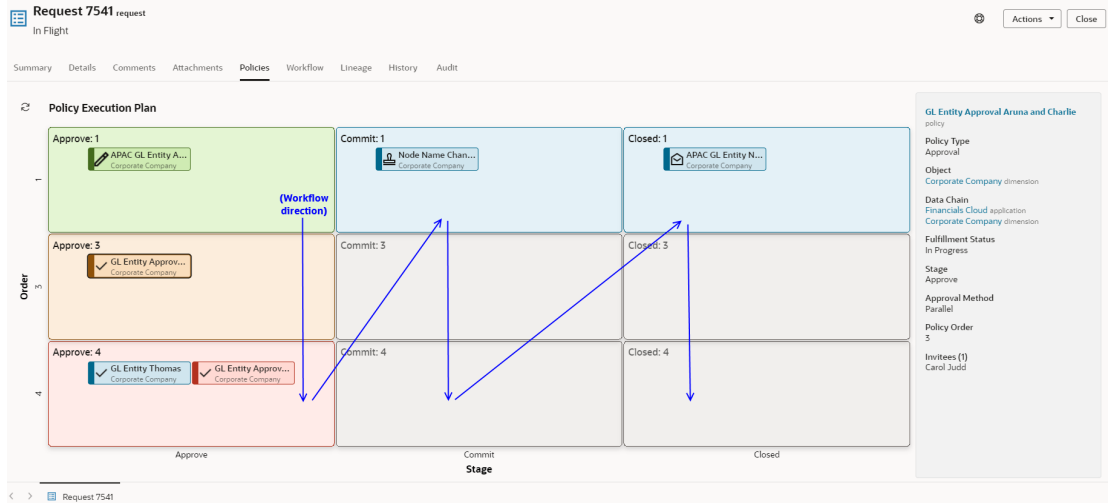 Request 7541 request
In Flight
Actions
Close
Summary Details Comments Attachments Policies Workflow Lineage History Audit
Policy Execution Plan
Order
1
Approve: 1
APAC GL Entity A...
Corporate Company
(Workflow
direction)
Commit: 1
Node Name Chan...
Corporate Company
Closed: 1
APAC GL Entity N...
Corporate Company
3
Approve: 3
GL Entity Approv...
Corporate Company
Commit: 3
Closed: 3
4
Approve: 4
GL Entity Thomas
Corporate Company
GL Entity Approv...
Corporate Company
Commit: 4
Closed: 4
Approve
Commit
Closed
Stage
GL Entity Approval Aruna and Charlie
policy
Policy Type
Approval
Object
Corporate Company dimension
Data Chain
Financials Cloud application
Corporate Company dimension
Fulfillment Status
In Progress
Stage
Approve
Approval Method
Parallel
Policy Order
3
Invitees (1)
Carol Judd
Request 7541